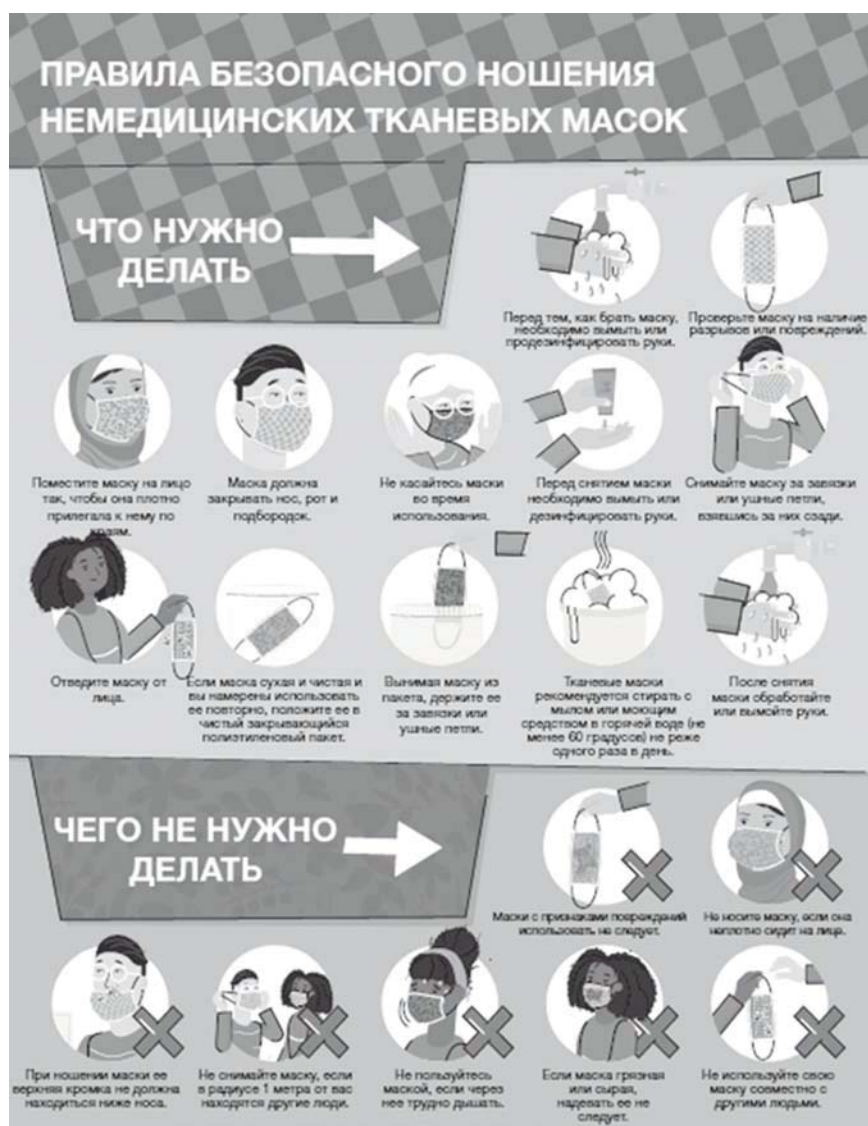 ПРАВИЛА БЕЗОПАСНОГО НОШЕНИЯ
НЕМЕДИЦИНСКИХ ТКАНЕВЫХ МАСОК
ЧТО НУЖНО
ДЕЛАТЬ
Перед тем, как брать маску,
необходимо вымыть или
продезинфицировать руки.
Проверьте маску на наличие
разрывов или повреждений.
Поместите маску на лицо
так, чтобы она плотно
прилегала к нему по
краям.
Маска должна
закрывать нос, рот и
подбородок.
Не касайтесь маски
во время
использования.
Перед снятием маски
необходимо вымыть или
дезинфицировать руки.
Снимайте маску за завязки
или ушные петли,
взявшись за них сзади.
Отведите маску от
лица.
Если маска сухая и чистая и
вы намерены использовать
ее повторно, положите ее в
чистый закрывающийся
полиэтиленовый пакет.
Вынимая маску из
пакета, держите ее
за завязки или
ушные петли.
Тканевые маски
рекомендуется стирать с
мылом или моющим
средством в горячей воде (не
менее 60 градусов) не реже
одного раза в день.
После снятия
маски обработайте
или вымойте руки.
ЧЕГО НЕ НУЖНО
ДЕЛАТЬ
Маски с признаками повреждений
использовать не следует.
Не носите маску, если она
неплотно сидит на лице.
При ношении маски ее
верхняя кромка не должна
находиться ниже носа.
Не снимайте маску, если
в радиусе 1 метра от вас
находятся другие люди.
Не пользуйтесь
маской, если через
нее трудно дышать.
Если маска грязная
или сырая,
надевать ее не
следует.
Не используйте свою
маску совместно с
другими людьми.